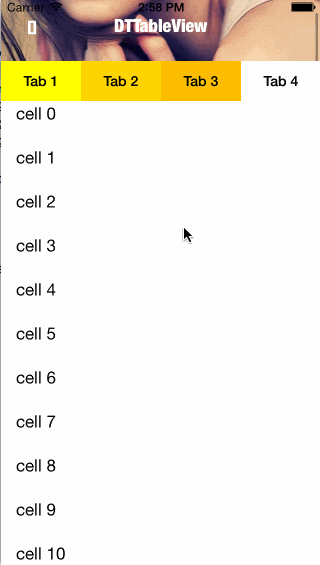 Carrier 2:58 PM
DTTableView
Tab 1 Tab 2 Tab 3 Tab 4
cell 0
cell 1
cell 2
cell 3
cell 4
cell 5
cell 6
cell 7
cell 8
cell 9
cell 10